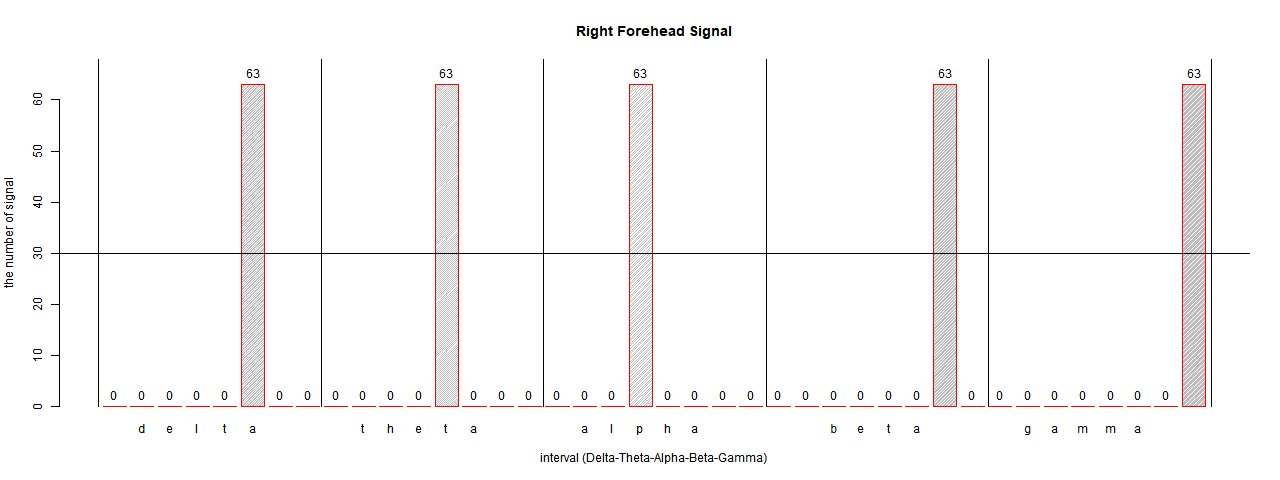 Right Forehead Signal
63 63 63 63 63
60
50
40
30
20
10
0
the number of signal
0 0 0 0 0 0 0 0 0 0 0 0 0 0 0 0 0 0 0 0 0 0 0 0 0 0 0 0 0 0 0 0 0 0 0
d e l t a t h e t a a l p h a b e t a g a m m a
interval (Delta-Theta-Alpha-Beta-Gamma)